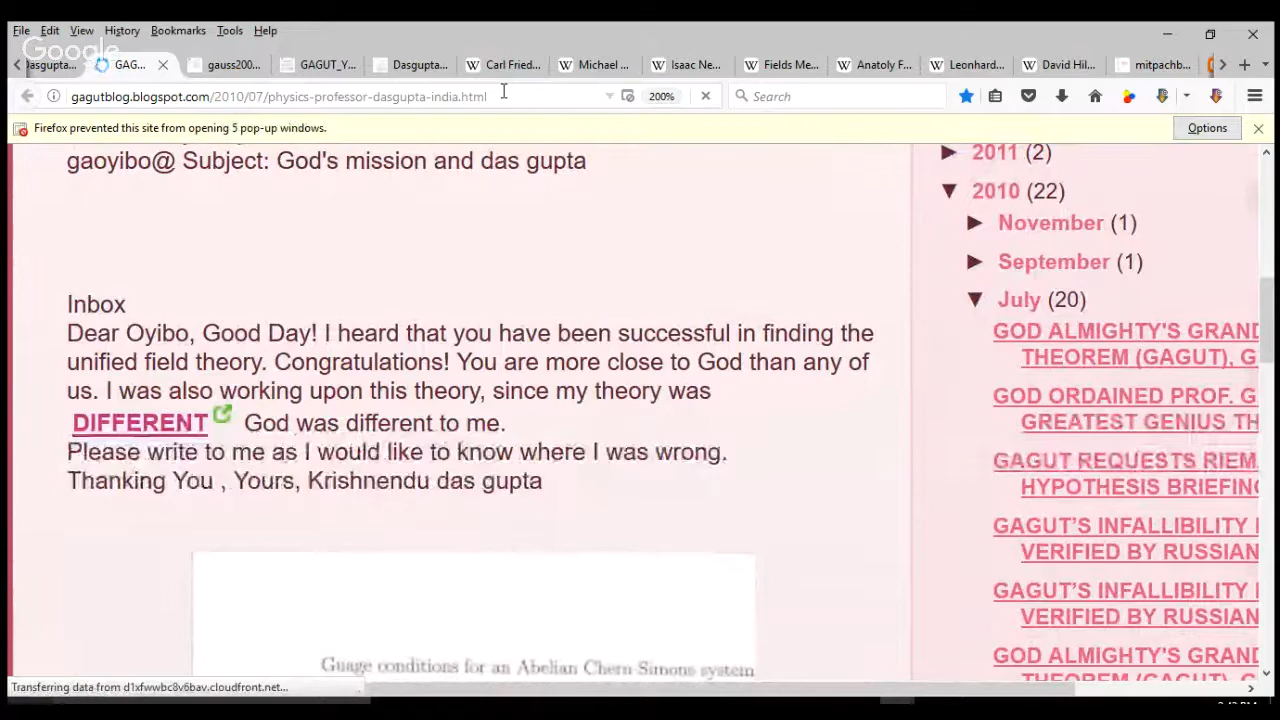 File Edit View History Bookmarks Tools Help
Google
asgupta... GAG... gauss200... GAGUT_Y... Dasgupta... Carl Fried... Michael ... Isaac Ne... Fields Me... Anatoly F... Leonhard... David Hil... mitpachb...
gagutblog.blogspot.com/2010/07/physics-professor-dasgupta-india.html 200% Search
Firefox prevented this site from opening 5 pop-up windows. Options
gaoyibo@ Subject: God's mission and das gupta
Inbox
Dear Oyibo, Good Day! I heard that you have been successful in finding the
unified field theory. Congratulations! You are more close to God than any of
us. I was also working upon this theory, since my theory was
DIFFERENT God was different to me.
Please write to me as I would like to know where I was wrong.
Thanking You , Yours, Krishnendu das gupta
Guage conditions for an Abelian Chern Simons system
2011 (2)
2010 (22)
November (1)
September (1)
July (20)
GOD ALMIGHTY'S GRAND
THEOREM (GAGUT), G
GOD ORDAINED PROF. G
GREATEST GENIUS TH
GAGUT REQUESTS RIEM
HYPOTHESIS BRIEFING
GAGUT'S INFALLIBILITY
VERIFIED BY RUSSIAN
GAGUT'S INFALLIBILITY
VERIFIED BY RUSSIAN
GOD ALMIGHTY'S GRAND
THEOREM (GAGUT), G
Transferring data from d1xfwwbc8v6bav.cloudfront.net...